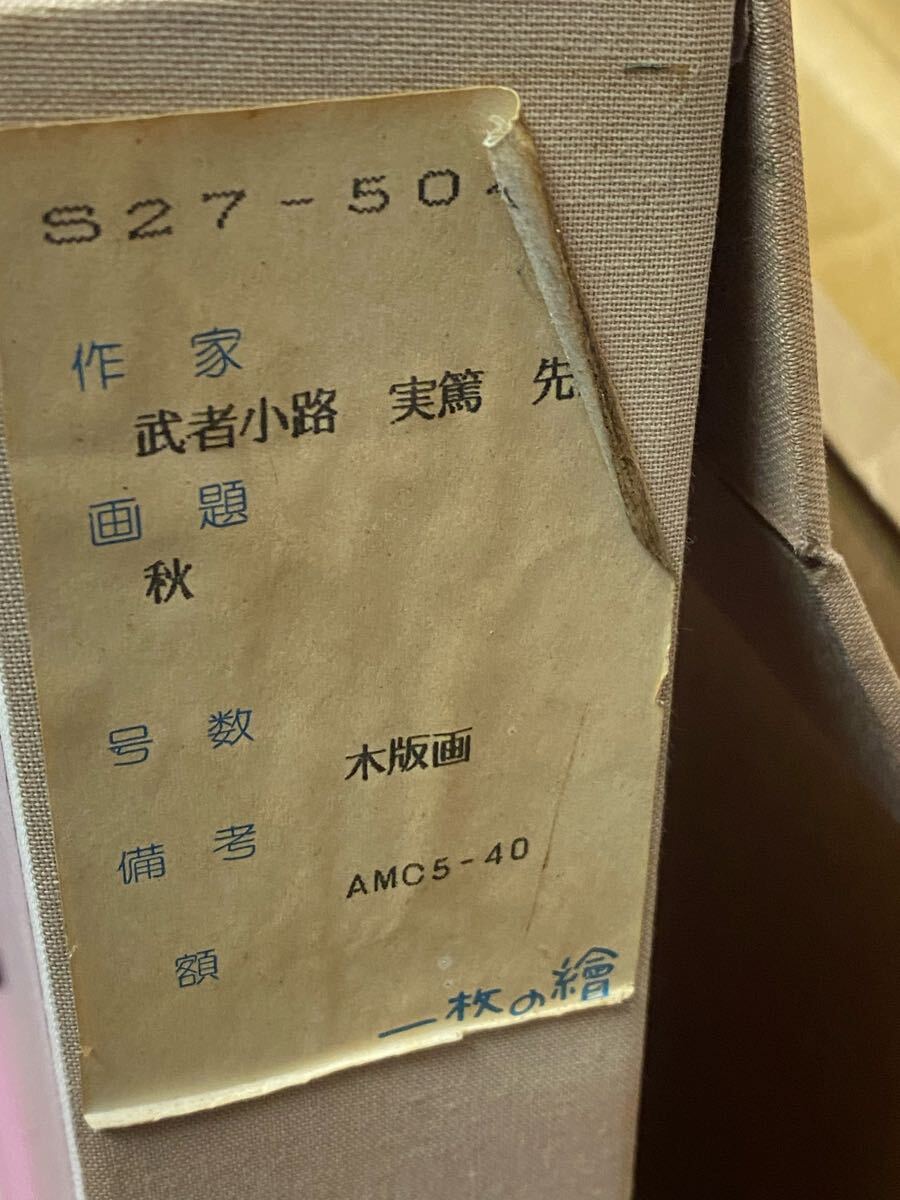 S27-50
作家
武者小路 実篤 先
画題
秋
号数
木版画
備考
AMC5-40
額
一枚の繪